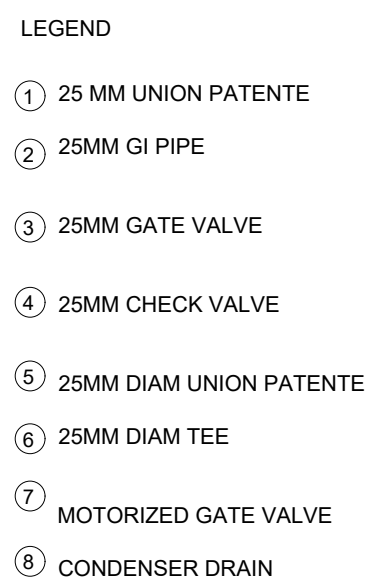 LEGEND
1 25 MM UNION PATENTE
2 25MM GI PIPE
3 25MM GATE VALVE
4 25MM CHECK VALVE
5 25MM DIAM UNION PATENTE
6 25MM DIAM TEE
7 MOTORIZED GATE VALVE
8 CONDENSER DRAIN